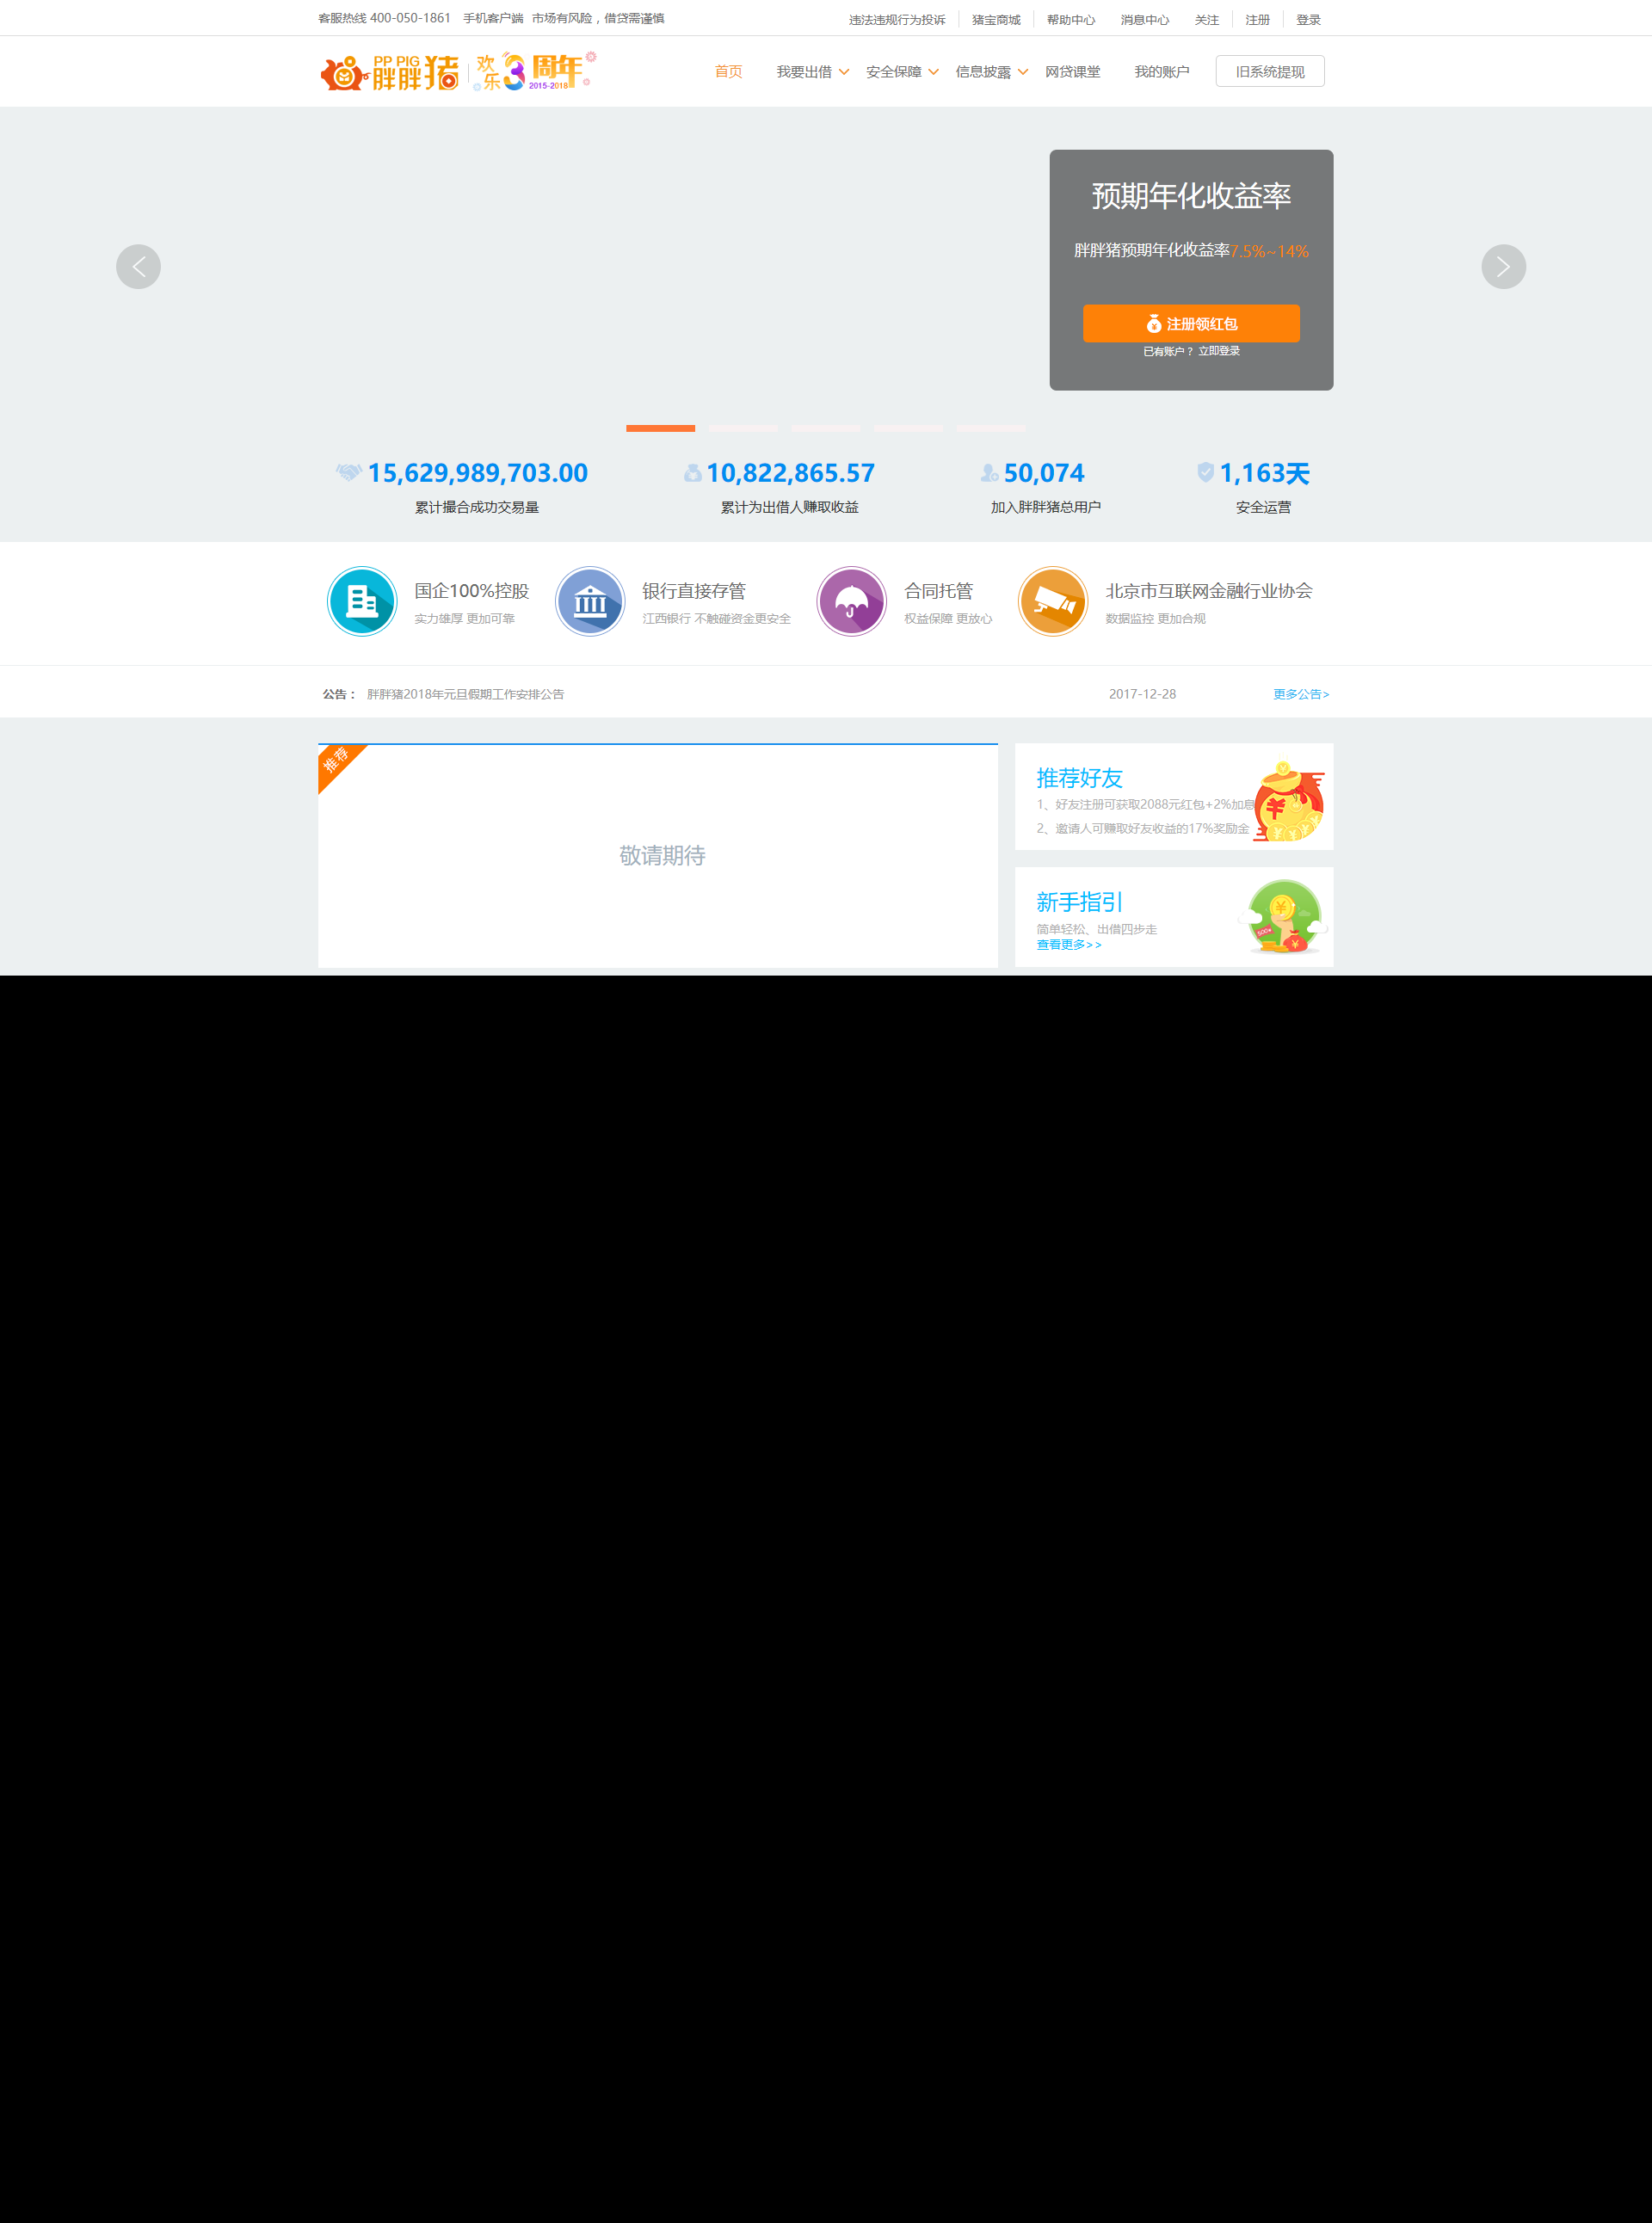 客服热线 400-050-1861 手机客户端 市场有风险，借贷需谨慎
违法违规行为投诉 猪宝商城 帮助中心 消息中心 关注 注册 登录
PP PIG
胖胖猪
欢乐3周年
2015-2018
首页 我要出借 安全保障 信息披露 网贷课堂 我的账户 旧系统提现
预期年化收益率
胖胖猪预期年化收益率7.5%~14%
注册领红包
已有账户？ 立即登录
15,629,989,703.00 10,822,865.57 50,074 1,163天
累计撮合成功交易量 累计为出借人赚取收益 加入胖胖猪总用户 安全运营
国企100%控股 银行直接存管 合同托管 北京市互联网金融行业协会
实力雄厚 更加可靠 江西银行 不触碰资金更安全 权益保障 更放心 数据监控 更加合规
公告： 胖胖猪2018年元旦假期工作安排公告 2017-12-28 更多公告>
推荐
敬请期待
推荐好友
1、好友注册可获取2088元红包+2%加息
2、邀请人可赚取好友收益的17%奖励金
新手指引
简单轻松、出借四步走
查看更多>>